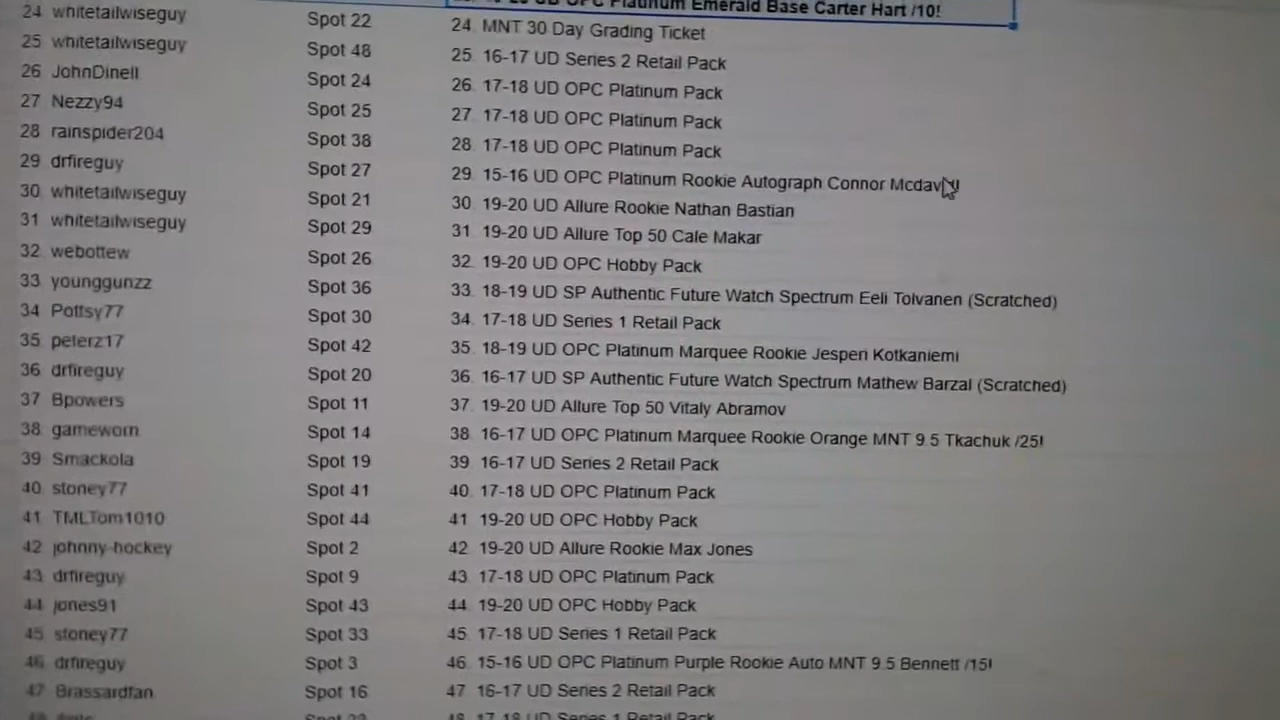 UD OPC Platinum Emerald Base Carter Hart /10!
24 whitetailwiseguy Spot 22 24. MNT 30 Day Grading Ticket
25 whitetailwiseguy Spot 48 25. 16-17 UD Series 2 Retail Pack
26 JohnDinell Spot 24 26. 17-18 UD OPC Platinum Pack
27 Nezzy94 Spot 25 27. 17-18 UD OPC Platinum Pack
28 rainspider204 Spot 38 28. 17-18 UD OPC Platinum Pack
29 drfireguy Spot 27 29. 15-16 UD OPC Platinum Rookie Autograph Connor
30 whitetailwiseguy Spot 21 30. 19-20 UD Allure Rookie Nathan Bastian
31 whitetailwiseguy Spot 29 31. 19-20 UD Allure Top 50 Cale Makar
32 webottew Spot 26 32. 19-20 UD OPC Hobby Pack
33 younggunzz Spot 36 33. 18-19 UD SP Authentic Future Watch Spectrum Eeli Tolvanen (Scratched)
34 Pottsy77 Spot 30 34. 17-18 UD Series 1 Retail Pack
35 peterz17 Spot 42 35. 18-19 UD OPC Platinum Marquee Rookie Jesperi Kotkaniemi
36 drfireguy Spot 20 36. 16-17 UD SP Authentic Future Watch Spectrum Mathew Barzal (Scratched)
37 Bpowers Spot 11 37. 19-20 UD Allure Top 50 Vitaly Abramov
38 gameworn Spot 14 38. 16-17 UD OPC Platinum Marquee Rookie Orange MNT 9.5 Tkachuk /25!
39 Smackola Spot 19 39. 16-17 UD Series 2 Retail Pack
40 stoney77 Spot 41 40. 17-18 UD OPC Platinum Pack
41 TMLTom1010 Spot 44 41 19-20 UD OPC Hobby Pack
42 johnny-hockey Spot 2 42. 19-20 UD Allure Rookie Max Jones
43 drfireguy Spot 9 43. 17-18 UD OPC Platinum Pack
44 jones91 Spot 43 44. 19-20 UD OPC Hobby Pack
45 stoney77 Spot 33 45. 17-18 UD Series 1 Retail Pack
46 drfireguy Spot 3 46. 15-16 UD OPC Platinum Purple Rookie Auto MNT 9.5 Bennett /15!
47 Brassardfan Spot 16 47 16-17 UD Series 2 Retail Pack
48 17-18 UD Series 1 Retail Pack